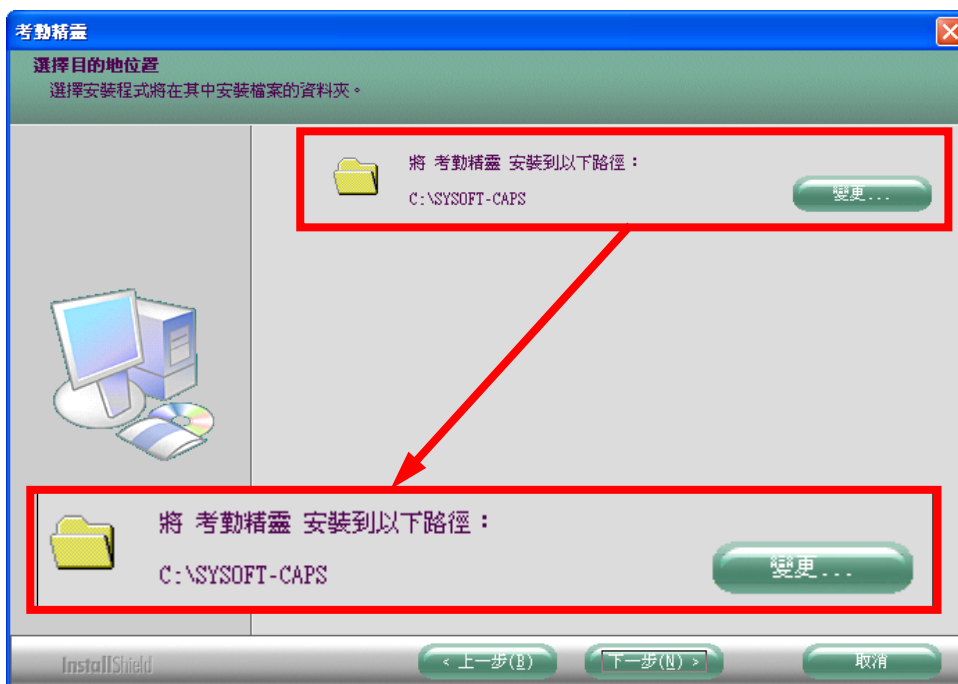 考勤精靈
選擇目的地位置
選擇安裝程式將在其中安裝檔案的資料夾。
將 考勤精靈 安裝到以下路徑：
C:\SYSOFT-CAPS
變更...
將 考勤精靈 安裝到以下路徑：
C:\SYSOFT-CAPS
變更...
InstallShield
< 上一步(B)
下一步(N) >
取消